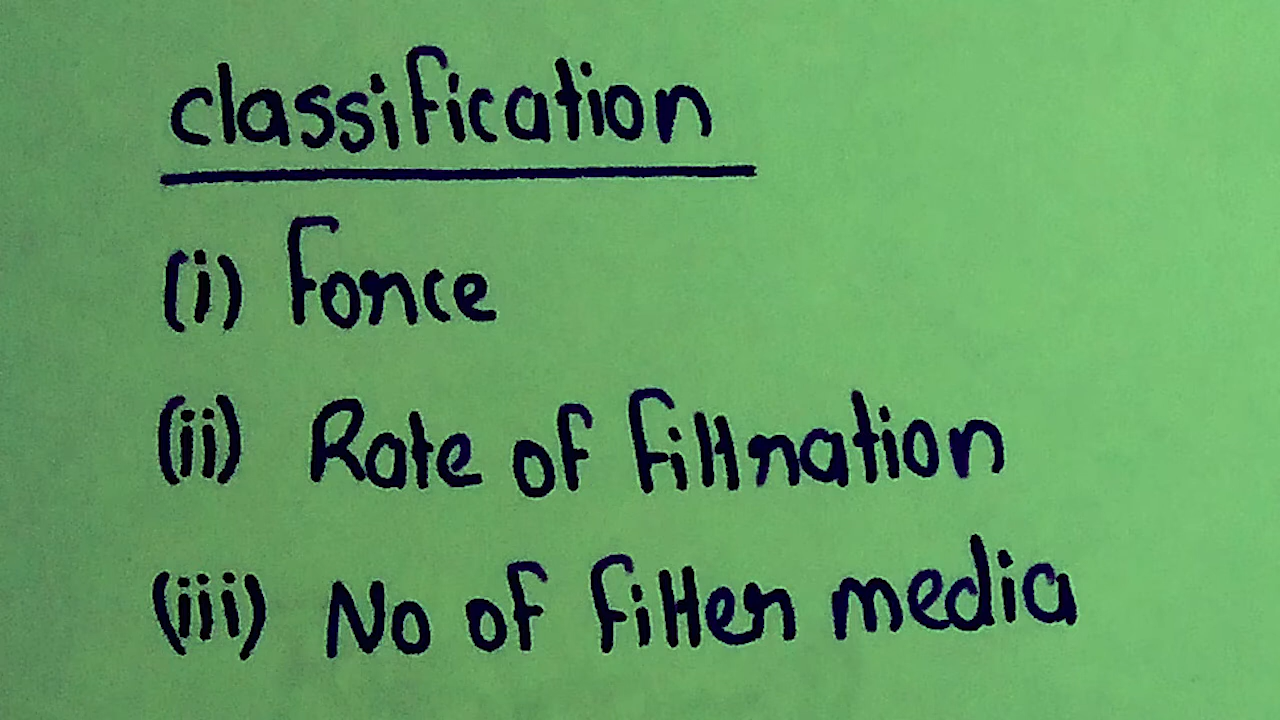 classification
(i) Force
(ii) Rate of filtration
(iii) No of filter media